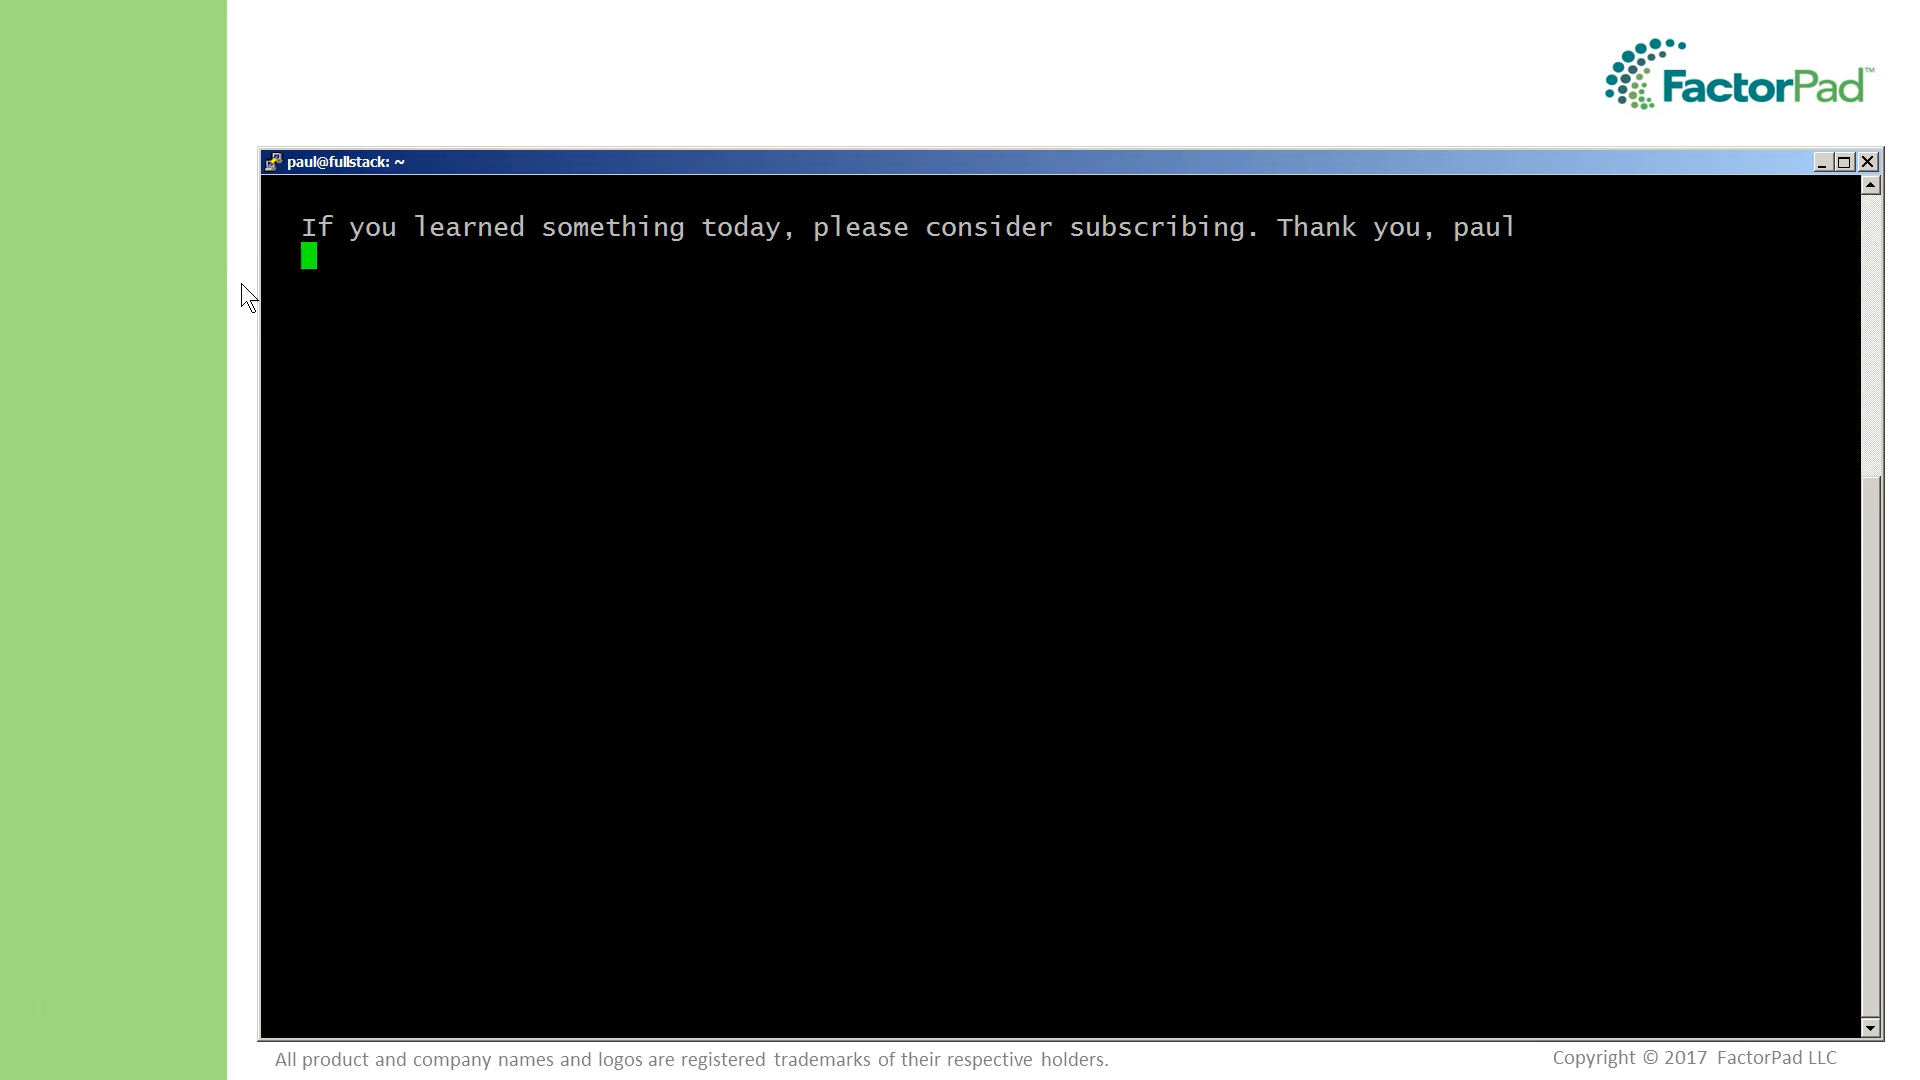 FactorPad™
paul@fullstack: ~
If you learned something today, please consider subscribing. Thank you, paul
All product and company names and logos are registered trademarks of their respective holders.
Copyright © 2017 FactorPad LLC